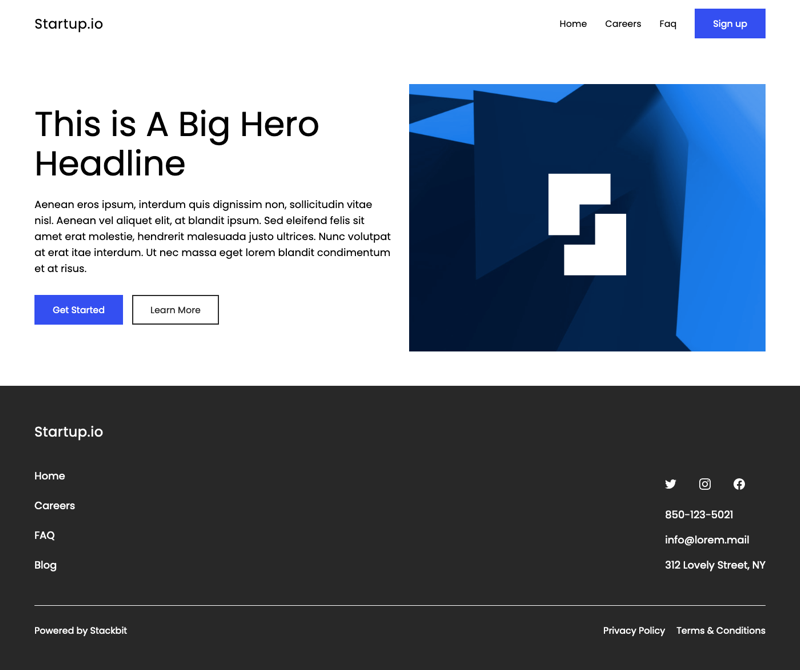 Startup.io
Home
Careers
Faq
Sign up
This is A Big Hero
Headline
Aenean eros ipsum, interdum quis dignissim non, sollicitudin vitae
nisl. Aenean vel aliquet elit, at blandit ipsum. Sed eleifend felis sit
amet erat molestie, hendrerit malesuada justo ultrices. Nunc volutpat
at erat itae interdum. Ut nec massa eget lorem blandit condimentum
et at risus.
Get Started
Learn More
Startup.io
Home
Careers
FAQ
Blog
850-123-5021
info@lorem.mail
312 Lovely Street, NY
Powered by Stackbit
Privacy Policy
Terms & Conditions